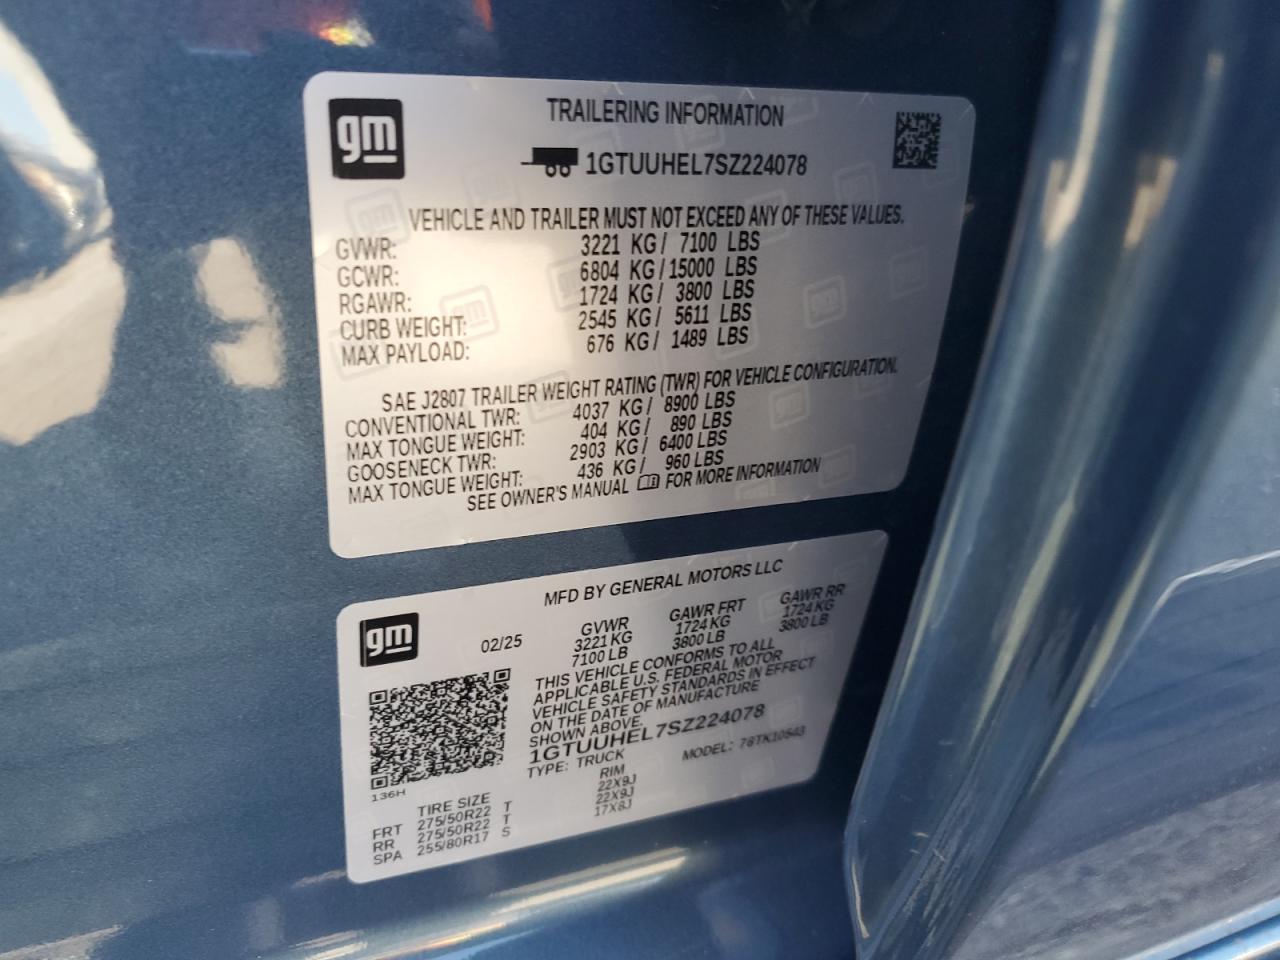 gm
TRAILERING INFORMATION
1GTUUHEL7SZ224078
VEHICLE AND TRAILER MUST NOT EXCEED ANY OF THESE VALUES.
GVWR: 3221 KG / 7100 LBS
GCWR: 6804 KG / 15000 LBS
RGAWR: 1724 KG / 3800 LBS
CURB WEIGHT: 2545 KG / 5611 LBS
MAX PAYLOAD: 676 KG / 1489 LBS
SAE J2807 TRAILER WEIGHT RATING (TWR) FOR VEHICLE CONFIGURATION.
CONVENTIONAL TWR: 4037 KG / 8900 LBS
MAX TONGUE WEIGHT: 404 KG / 890 LBS
GOOSENECK TWR: 2903 KG / 6400 LBS
MAX TONGUE WEIGHT: 436 KG / 960 LBS
SEE OWNER'S MANUAL FOR MORE INFORMATION
gm
MFD BY GENERAL MOTORS LLC
02/25 GVWR GAWR FRT GAWR RR
3221 KG 1724 KG 1724 KG
7100 LB 3800 LB 3800 LB
THIS VEHICLE CONFORMS TO ALL
APPLICABLE U.S. FEDERAL MOTOR
VEHICLE SAFETY STANDARDS IN EFFECT
ON THE DATE OF MANUFACTURE
SHOWN ABOVE.
1GTUUHEL7SZ224078
TYPE: TRUCK MODEL: 76TK10543
136H
TIRE SIZE RIM
FRT 275/50R22 T 22X9J
RR 275/50R22 T 22X9J
SPA 255/80R17 S 17X8J